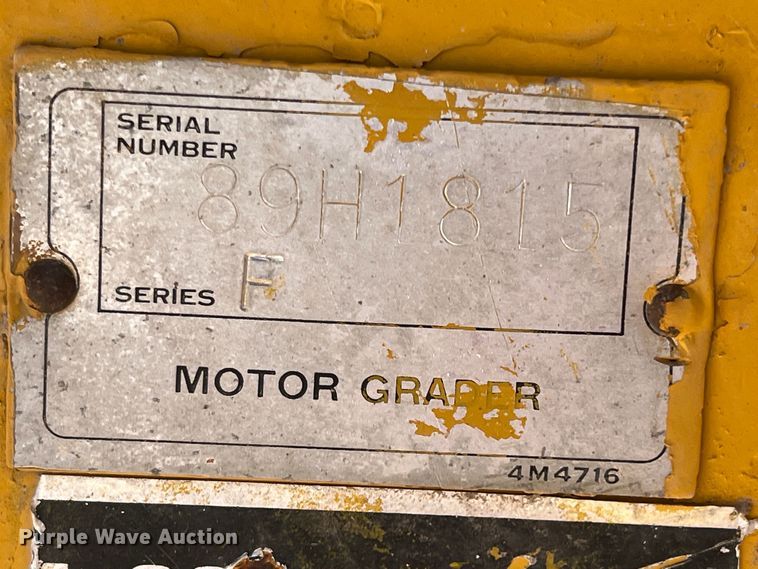 SERIAL
NUMBER
89H1815
SERIES F
MOTOR GRADER
4M4716
Purple Wave Auction